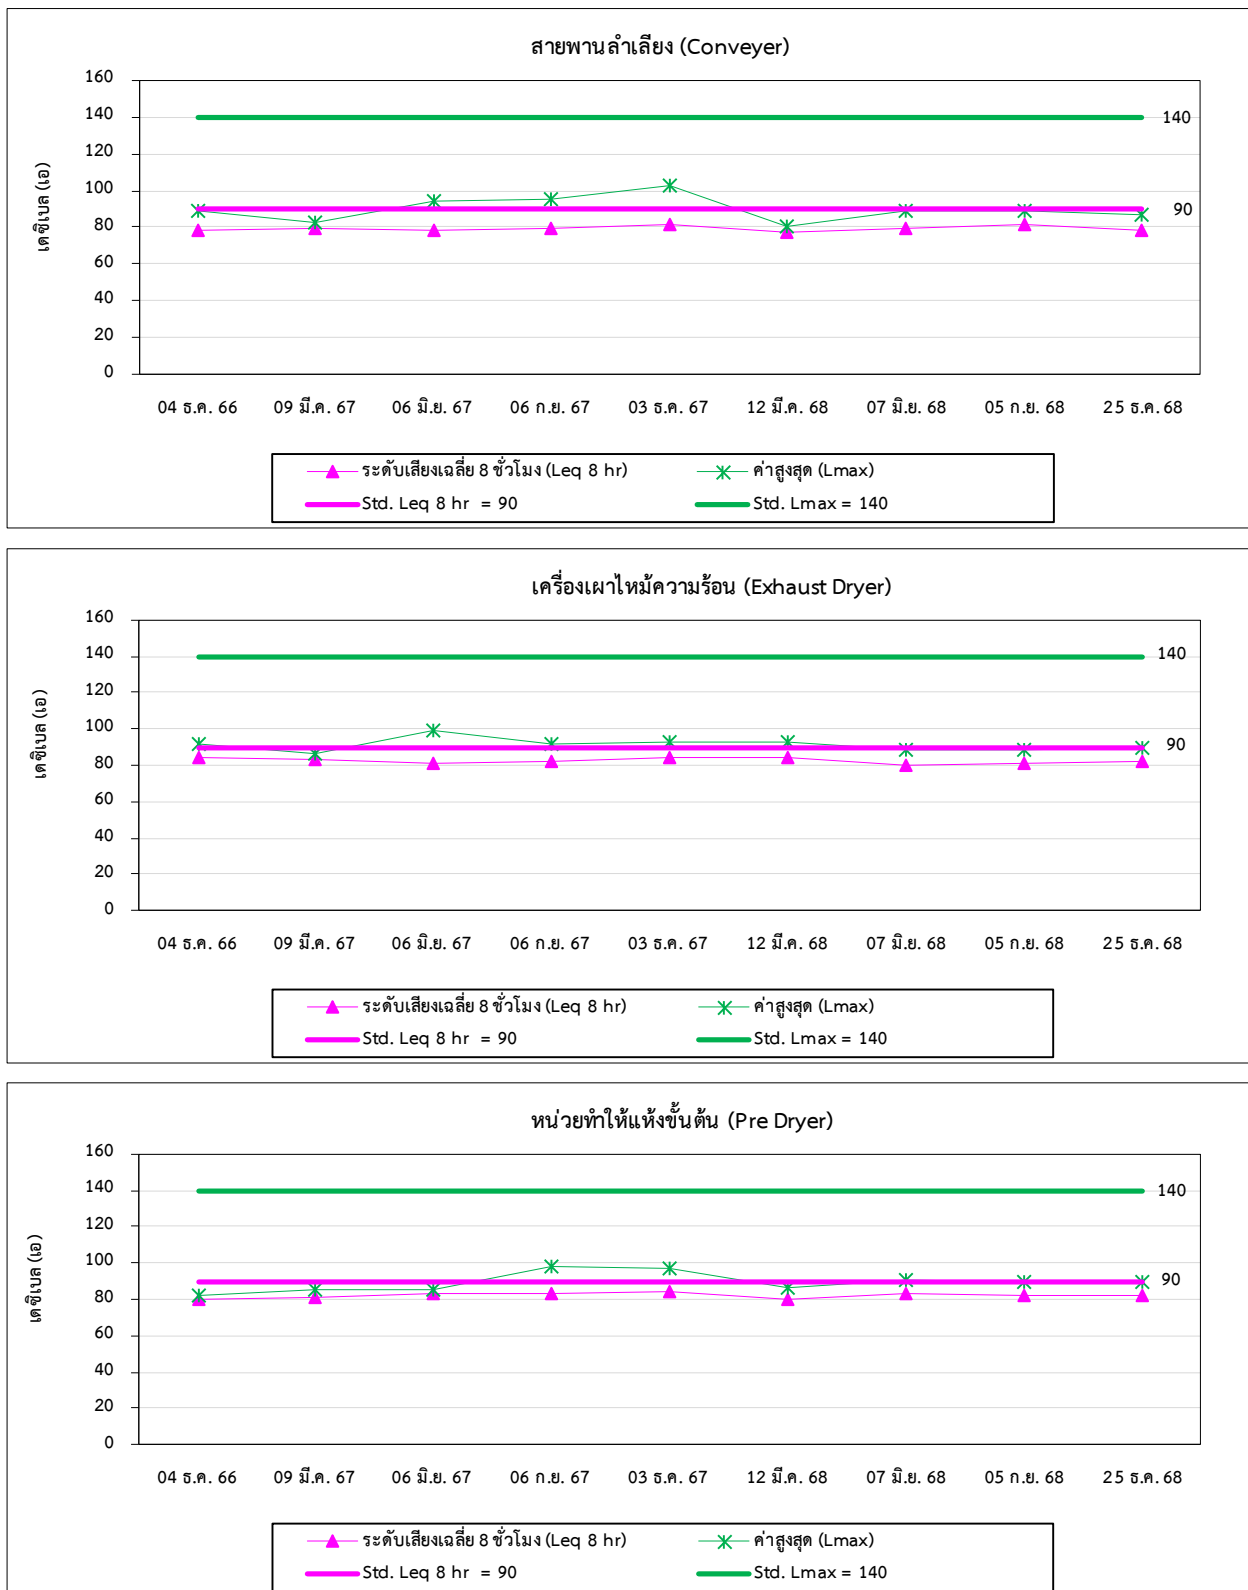 สายพานลำเลียง (Conveyer)
เดซิเบล (เอ)
160
140
120
100
80
60
40
20
0
140
90
04 ธ.ค. 66 09 มี.ค. 67 06 มิ.ย. 67 06 ก.ย. 67 03 ธ.ค. 67 12 มี.ค. 68 07 มิ.ย. 68 05 ก.ย. 68 25 ธ.ค. 68
ระดับเสียงเฉลี่ย 8 ชั่วโมง (Leq 8 hr) ค่าสูงสุด (Lmax)
Std. Leq 8 hr = 90 Std. Lmax = 140
เครื่องเผาไหม้ความร้อน (Exhaust Dryer)
เดซิเบล (เอ)
160
140
120
100
80
60
40
20
0
140
90
04 ธ.ค. 66 09 มี.ค. 67 06 มิ.ย. 67 06 ก.ย. 67 03 ธ.ค. 67 12 มี.ค. 68 07 มิ.ย. 68 05 ก.ย. 68 25 ธ.ค. 68
ระดับเสียงเฉลี่ย 8 ชั่วโมง (Leq 8 hr) ค่าสูงสุด (Lmax)
Std. Leq 8 hr = 90 Std. Lmax = 140
หน่วยทำให้แห้งขั้นต้น (Pre Dryer)
เดซิเบล (เอ)
160
140
120
100
80
60
40
20
0
140
90
04 ธ.ค. 66 09 มี.ค. 67 06 มิ.ย. 67 06 ก.ย. 67 03 ธ.ค. 67 12 มี.ค. 68 07 มิ.ย. 68 05 ก.ย. 68 25 ธ.ค. 68
ระดับเสียงเฉลี่ย 8 ชั่วโมง (Leq 8 hr) ค่าสูงสุด (Lmax)
Std. Leq 8 hr = 90 Std. Lmax = 140